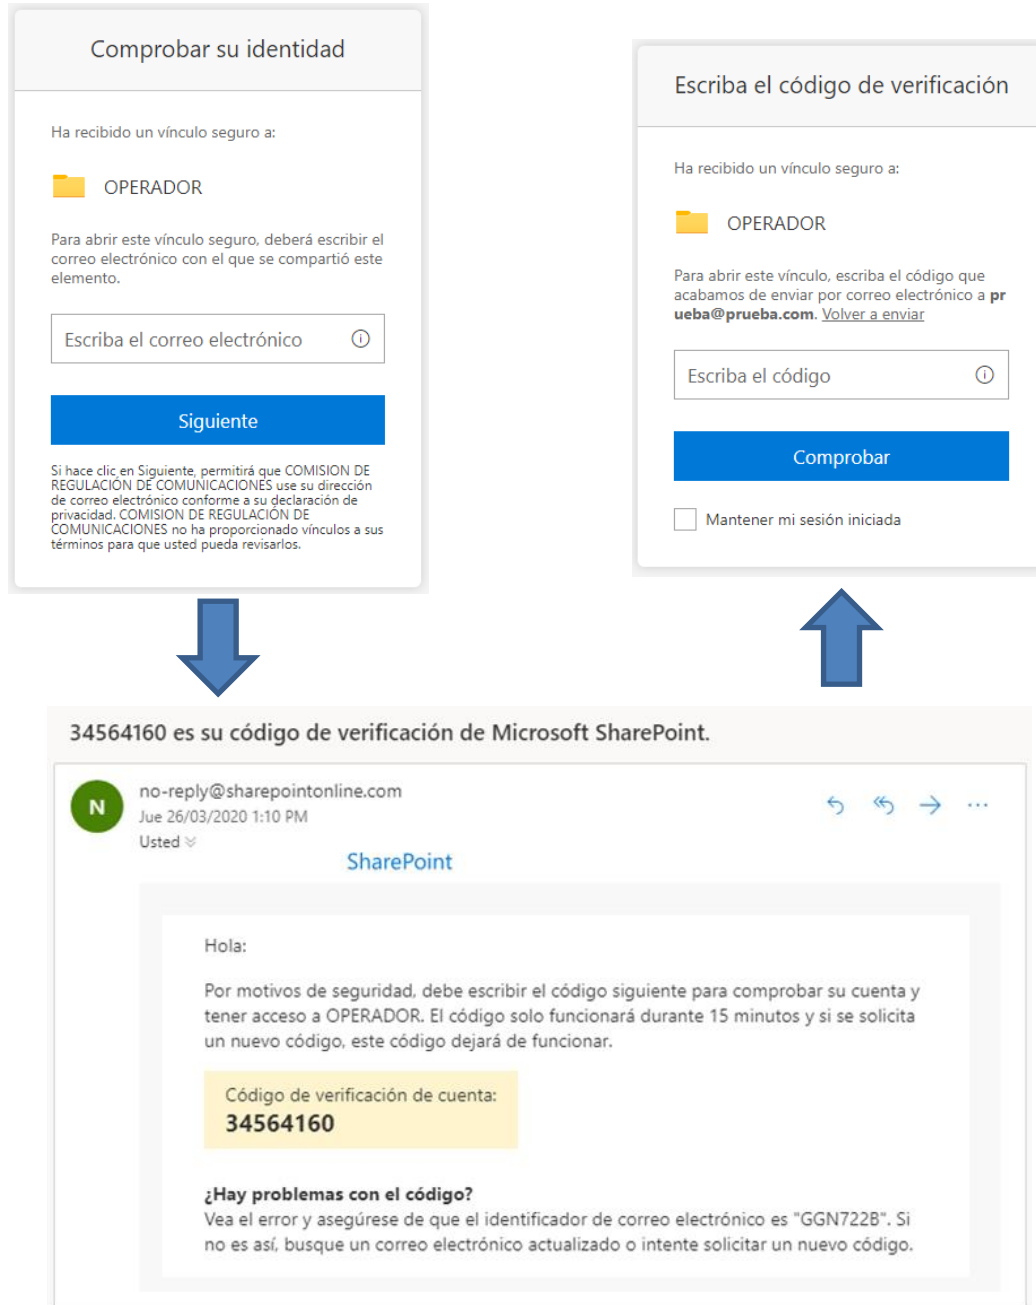 Comprobar su identidad
Ha recibido un vínculo seguro a:
OPERADOR
Para abrir este vínculo seguro, deberá escribir el
correo electrónico con el que se compartió este
elemento.
Escriba el correo electrónico
Siguiente
Si hace clic en Siguiente, permitirá que COMISION DE
REGULACIÓN DE COMUNICACIONES use su dirección
de correo electrónico conforme a su declaración de
privacidad. COMISION DE REGULACIÓN DE
COMUNICACIONES no ha proporcionado vínculos a sus
términos para que usted pueda revisarlos.
Escriba el código de verificación
Ha recibido un vínculo seguro a:
OPERADOR
Para abrir este vínculo, escriba el código que
acabamos de enviar por correo electrónico a pr
ueba@prueba.com. Volver a enviar
Escriba el código
Comprobar
Mantener mi sesión iniciada
34564160 es su código de verificación de Microsoft SharePoint.
N
no-reply@sharepointonline.com
Jue 26/03/2020 1:10 PM
Usted
SharePoint
Hola:
Por motivos de seguridad, debe escribir el código siguiente para comprobar su cuenta y
tener acceso a OPERADOR. El código solo funcionará durante 15 minutos y si se solicita
un nuevo código, este código dejará de funcionar.
Código de verificación de cuenta:
34564160
¿Hay problemas con el código?
Vea el error y asegúrese de que el identificador de correo electrónico es "GGN722B". Si
no es así, busque un correo electrónico actualizado o intente solicitar un nuevo código.